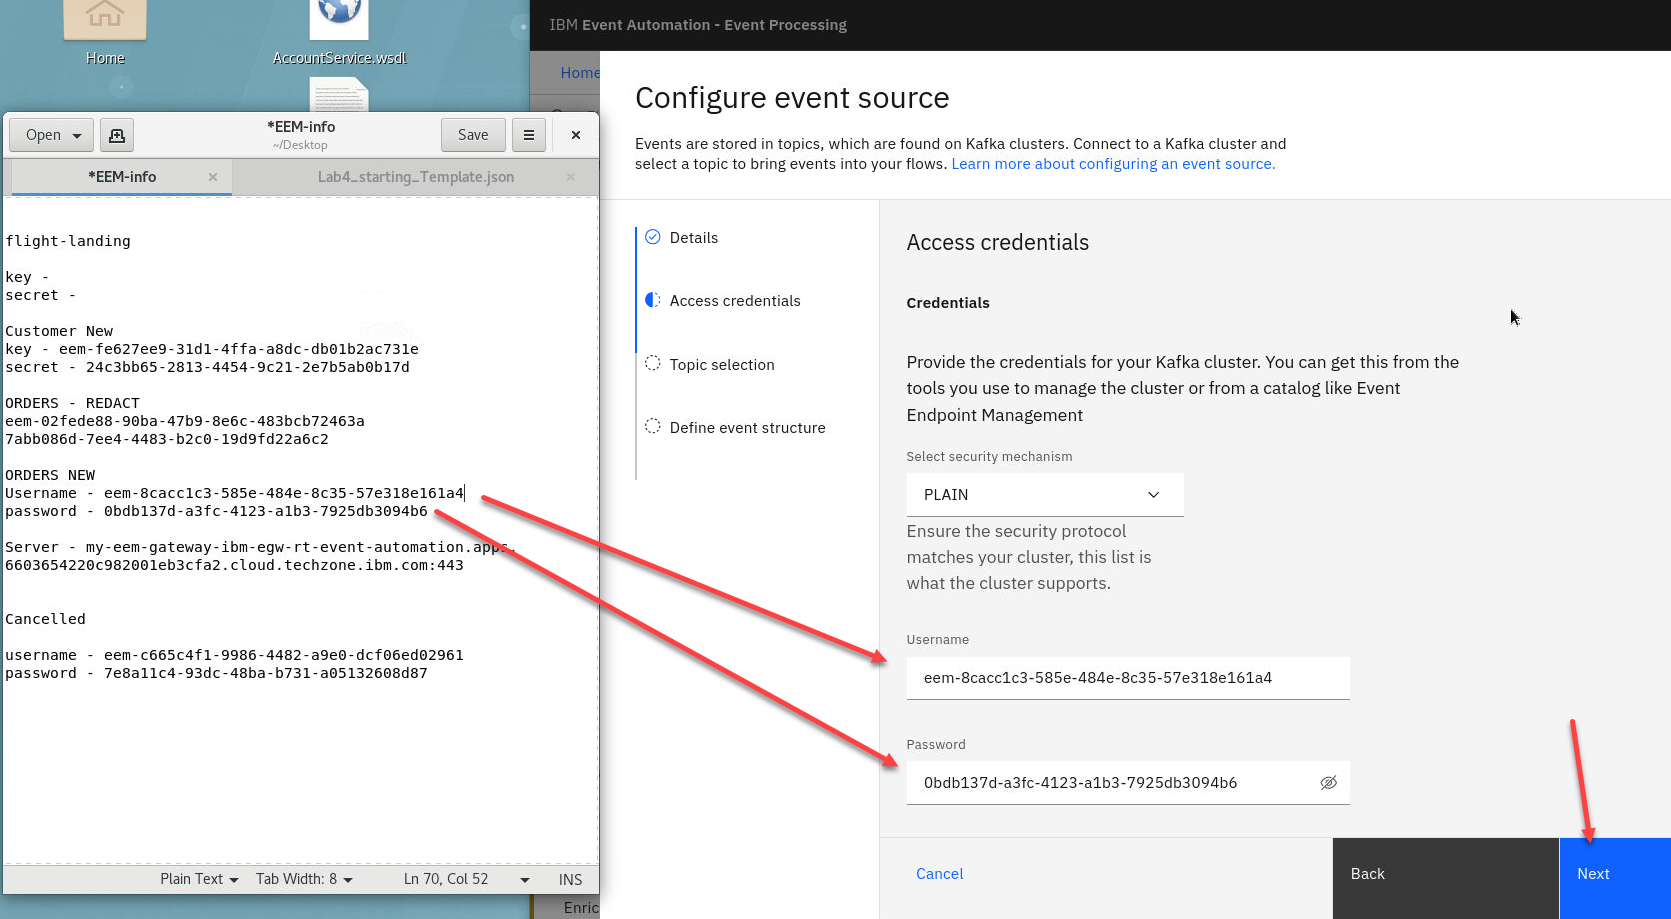 Home
AccountService.wsdl
IBM Event Automation - Event Processing
Home
Open
*EEM-info
~/Desktop
Save
*EEM-info
Lab4_starting_Template.json
flight-landing
key -
secret -
Customer New
key - eem-fe627ee9-31d1-4ffa-a8dc-db01b2ac731e
secret - 24c3bb65-2813-4454-9c21-2e7b5ab0b17d
ORDERS - REDACT
eem-02fede88-90ba-47b9-8e6c-483bcb72463a
7abb086d-7ee4-4483-b2c0-19d9fd22a6c2
ORDERS NEW
Username - eem-8cacc1c3-585e-484e-8c35-57e318e161a4
password - 0bdb137d-a3fc-4123-a1b3-7925db3094b6
Server - my-eem-gateway-ibm-egw-rt-event-automation.apps.
6603654220c982001eb3cfa2.cloud.techzone.ibm.com:443
Cancelled
username - eem-c665c4f1-9986-4482-a9e0-dcf06ed02961
password - 7e8a11c4-93dc-48ba-b731-a05132608d87
Plain Text
Tab Width: 8
Ln 70, Col 52
INS
Enric
Configure event source
Events are stored in topics, which are found on Kafka clusters. Connect to a Kafka cluster and
select a topic to bring events into your flows. Learn more about configuring an event source.
Details
Access credentials
Topic selection
Define event structure
Access credentials
Credentials
Provide the credentials for your Kafka cluster. You can get this from the
tools you use to manage the cluster or from a catalog like Event
Endpoint Management
Select security mechanism
PLAIN
Ensure the security protocol
matches your cluster, this list is
what the cluster supports.
Username
eem-8cacc1c3-585e-484e-8c35-57e318e161a4
Password
0bdb137d-a3fc-4123-a1b3-7925db3094b6
Cancel
Back
Next